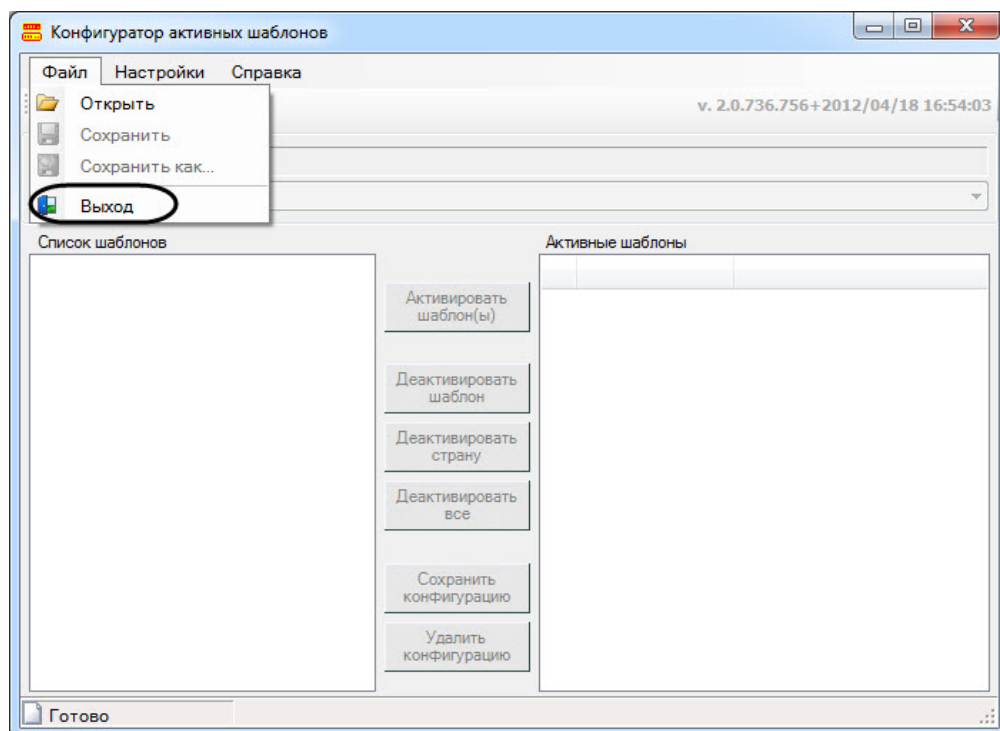 Конфигуратор активных шаблонов
Файл Настройки Справка
Открыть
v. 2.0.736.756+2012/04/18 16:54:03
Сохранить
Сохранить как...
Выход
Список шаблонов
Активные шаблоны
Активировать
шаблон(ы)
Деактивировать
шаблон
Деактивировать
страну
Деактивировать
все
Сохранить
конфигурацию
Удалить
конфигурацию
Готово